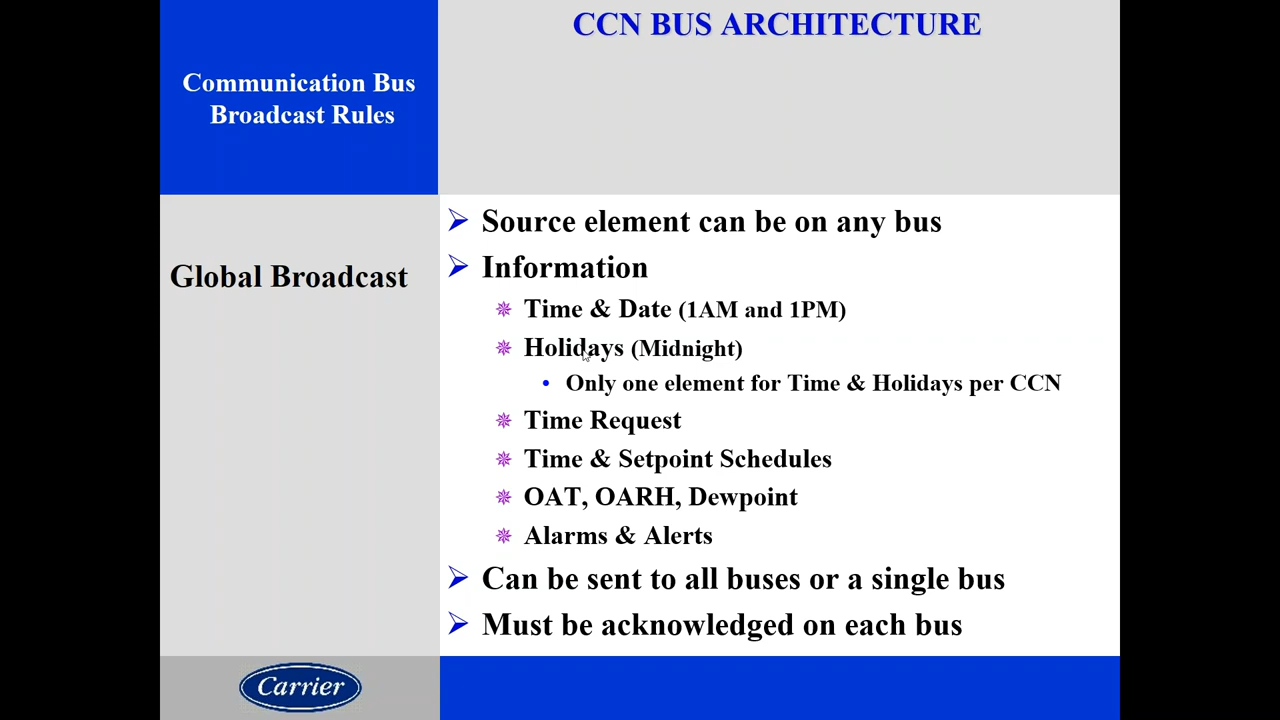 CCN BUS ARCHITECTURE
Communication Bus
Broadcast Rules
Global Broadcast
Source element can be on any bus
Information
Time & Date (1AM and 1PM)
Holidays (Midnight)
Only one element for Time & Holidays per CCN
Time Request
Time & Setpoint Schedules
OAT, OARH, Dewpoint
Alarms & Alerts
Can be sent to all buses or a single bus
Must be acknowledged on each bus
Carrier